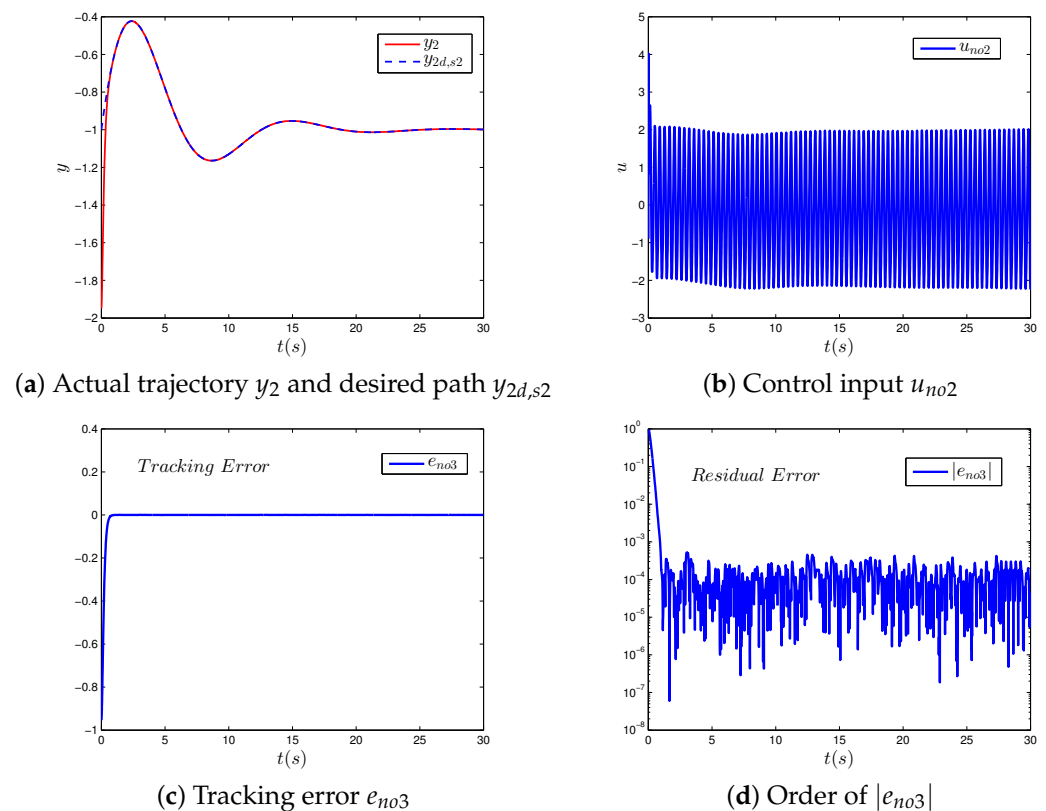 −0.4
−0.6
−0.8
−1
−1.2
−1.4
−1.6
−1.8
−2
y
0 5 10 15 20 25 30
t(s)
y₂
y₂d,s2
(a) Actual trajectory y₂ and desired path y₂d,s2
5
4
3
2
1
0
−1
−2
−3
u
0 5 10 15 20 25 30
t(s)
uno2
(b) Control input uno2
0.4
0.2
0
−0.2
−0.4
−0.6
−0.8
−1
0 5 10 15 20 25 30
t(s)
Tracking Error
eno3
(c) Tracking error eno3
10⁰
10⁻¹
10⁻²
10⁻³
10⁻⁴
10⁻⁵
10⁻⁶
10⁻⁷
10⁻⁸
0 5 10 15 20 25 30
t(s)
Residual Error
|eno3|
(d) Order of |eno3|